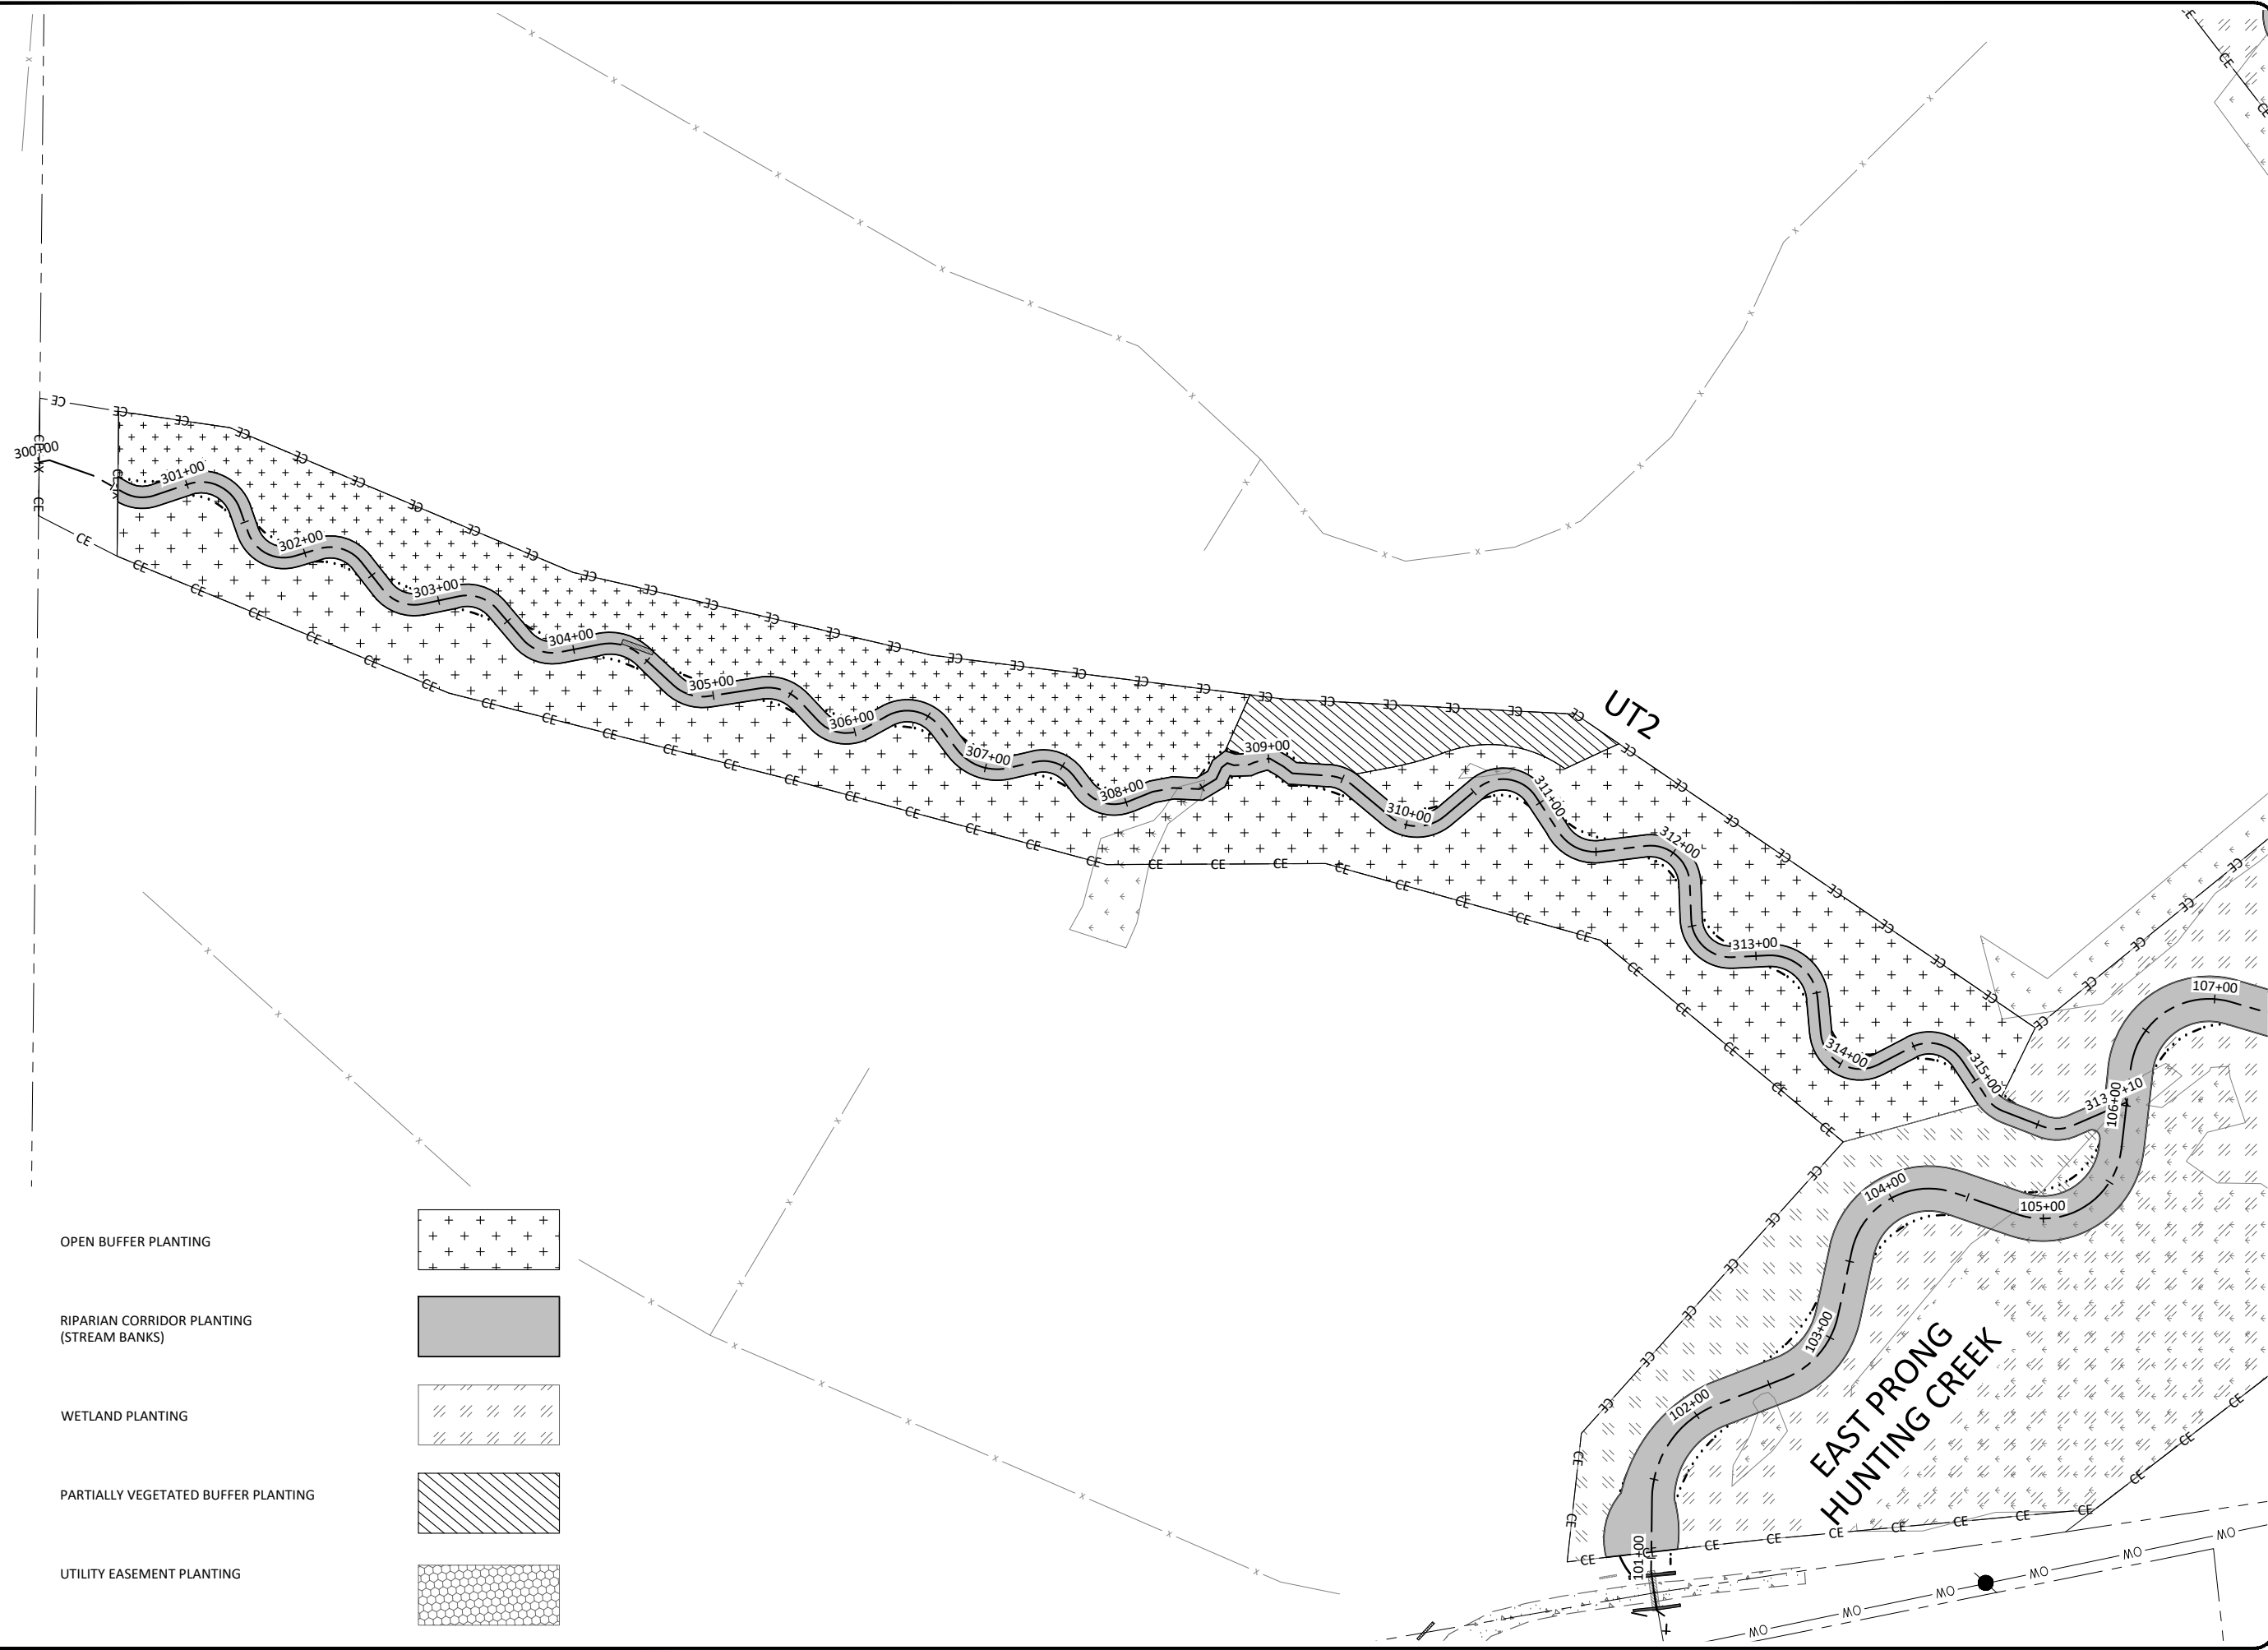 300+00
301+00
302+00
303+00
304+00
305+00
306+00
307+00
308+00
309+00
310+00
311+00
312+00
313+00
314+00
315+00
UT2
107+00
106+00
105+00
104+00
103+00
102+00
101+00
EAST PRONG
HUNTING CREEK
CE
OW
OPEN BUFFER PLANTING
RIPARIAN CORRIDOR PLANTING
(STREAM BANKS)
WETLAND PLANTING
PARTIALLY VEGETATED BUFFER PLANTING
UTILITY EASEMENT PLANTING